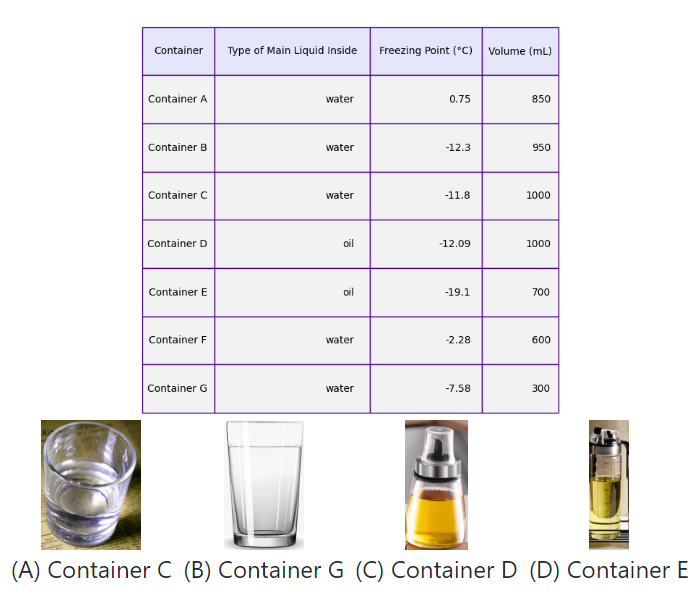 Container Type of Main Liquid Inside Freezing Point (°C) Volume (mL)
Container A water 0.75 850
Container B water -12.3 950
Container C water -11.8 1000
Container D oil -12.09 1000
Container E oil -19.1 700
Container F water -2.28 600
Container G water -7.58 300
(A) Container C (B) Container G (C) Container D (D) Container E